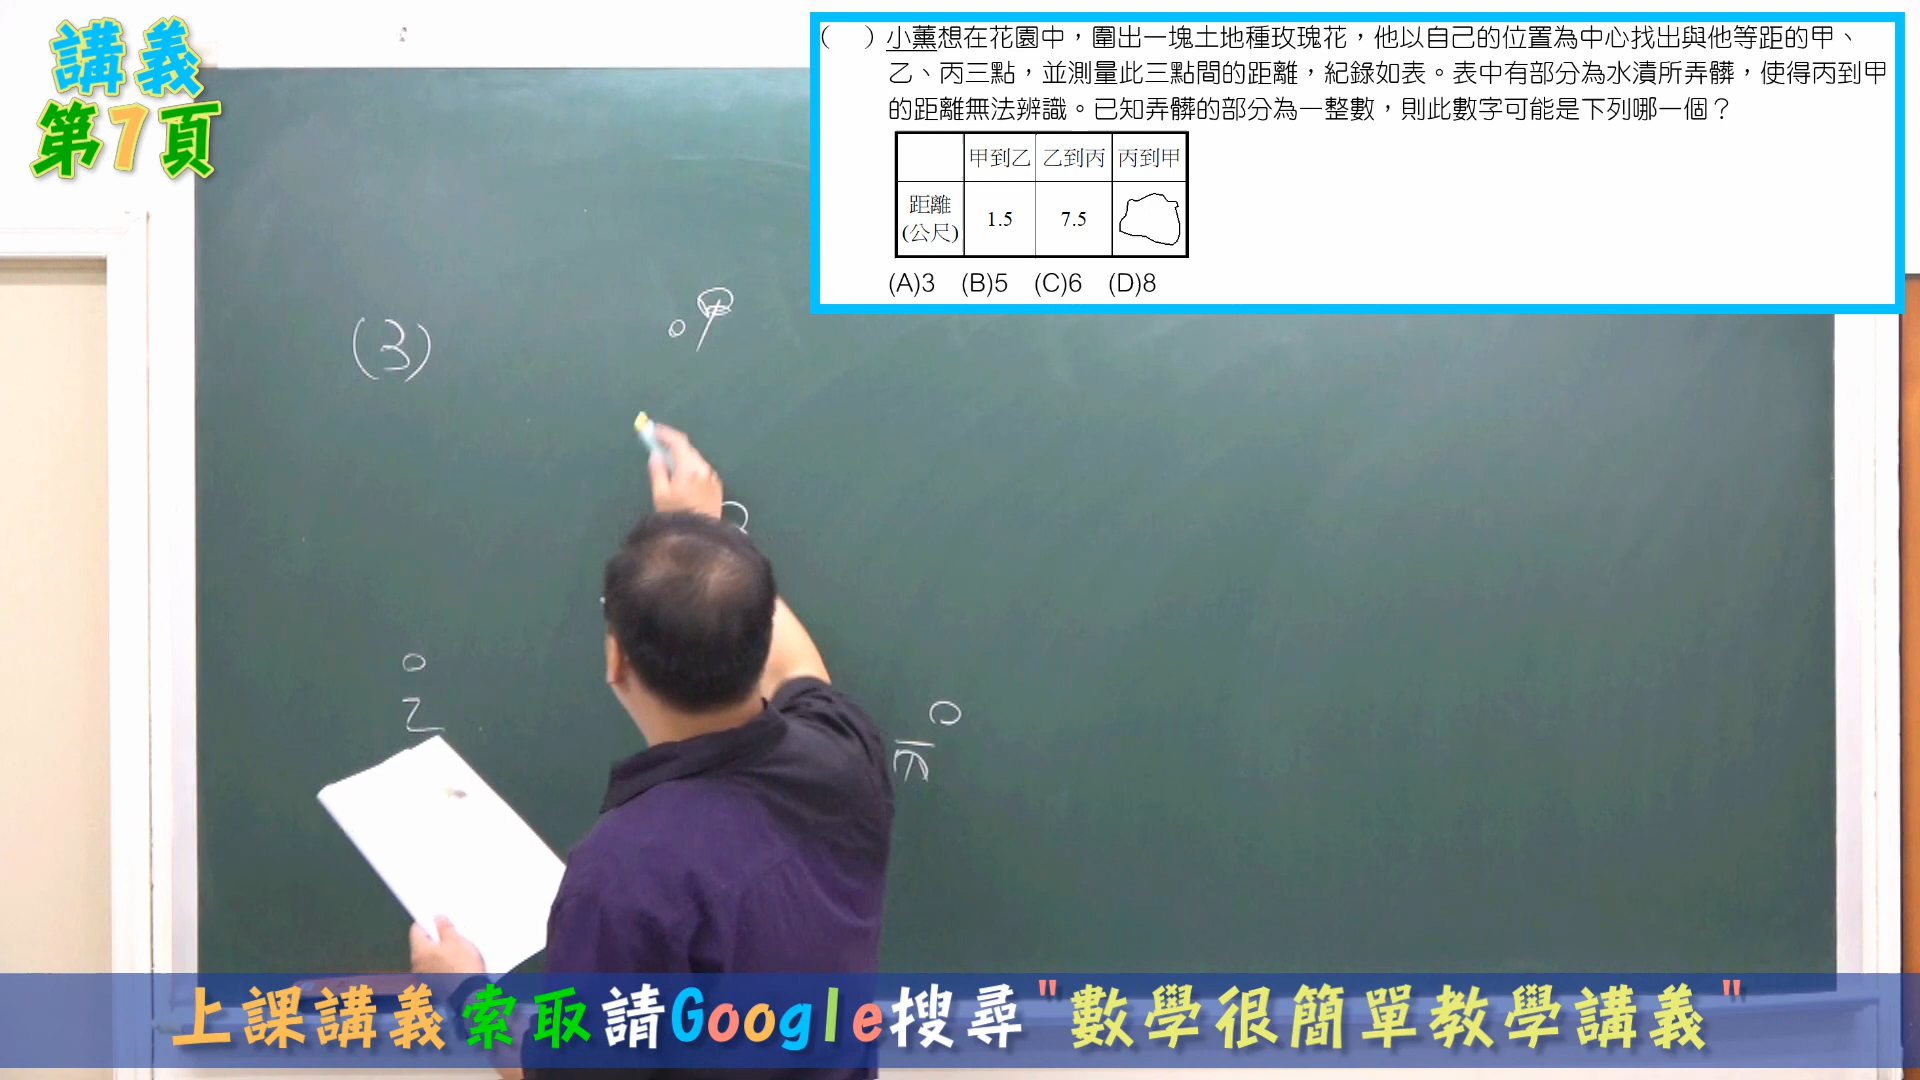 講義
第7頁
( )小薰想在花園中，圍出一塊土地種玫瑰花，他以自己的位置為中心找出與他等距的甲、
乙、丙三點，並測量此三點間的距離，紀錄如表。表中有部分為水漬所弄髒，使得丙到甲
的距離無法辨識。已知弄髒的部分為一整數，則此數字可能是下列哪一個？
甲到乙 乙到丙 丙到甲
距離
(公尺) 1.5 7.5
(A)3 (B)5 (C)6 (D)8
(3)
甲
乙
丙
上課講義索取請Google搜尋"數學很簡單教學講義"